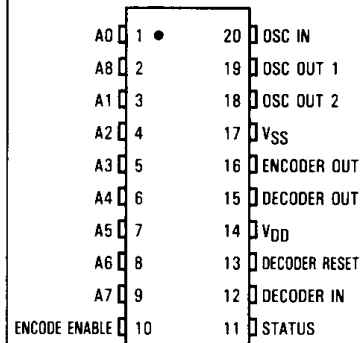 A0 1 20 OSC IN
A8 2 19 OSC OUT 1
A1 3 18 OSC OUT 2
A2 4 17 VSS
A3 5 16 ENCODER OUT
A4 6 15 DECODER OUT
A5 7 14 VDD
A6 8 13 DECODER RESET
A7 9 12 DECODER IN
ENCODE ENABLE 10 11 STATUS